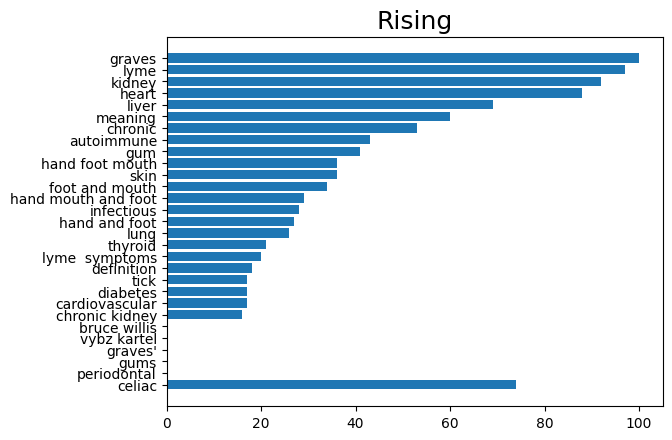 Rising
graves
lyme
kidney
heart
liver
meaning
chronic
autoimmune
gum
hand foot mouth
skin
foot and mouth
hand mouth and foot
infectious
hand and foot
lung
thyroid
lyme  symptoms
definition
tick
diabetes
cardiovascular
chronic kidney
bruce willis
vybz kartel
graves'
gums
periodontal
celiac
0 20 40 60 80 100